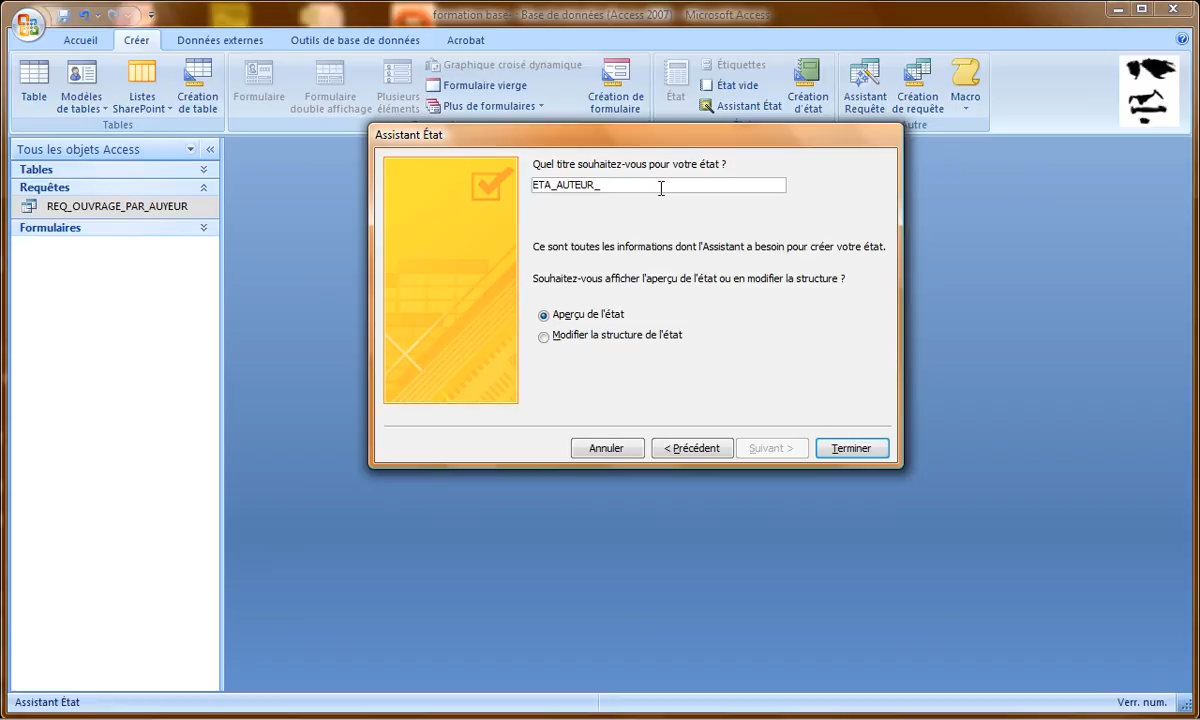 formation base - Base de données (Access 2007) - Microsoft Access
Accueil Créer Données externes Outils de base de données Acrobat
Table
Modèles de tables
Listes SharePoint
Création de table
Tables
Formulaire
Formulaire double affichage
Plusieurs éléments
Graphique croisé dynamique
Formulaire vierge
Plus de formulaires
Création de formulaire
État
Étiquettes
État vide
Assistant État
Création d'état
Assistant Requête
Création de requête
Macro
Autre
Tous les objets Access
Tables
Requêtes
REQ_OUVRAGE_PAR_AUYEUR
Formulaires
Assistant État
Quel titre souhaitez-vous pour votre état ?
ETA_AUTEUR_
Ce sont toutes les informations dont l'Assistant a besoin pour créer votre état.
Souhaitez-vous afficher l'aperçu de l'état ou en modifier la structure ?
Aperçu de l'état
Modifier la structure de l'état
Annuler < Précédent Suivant > Terminer
Assistant État
Verr. num.